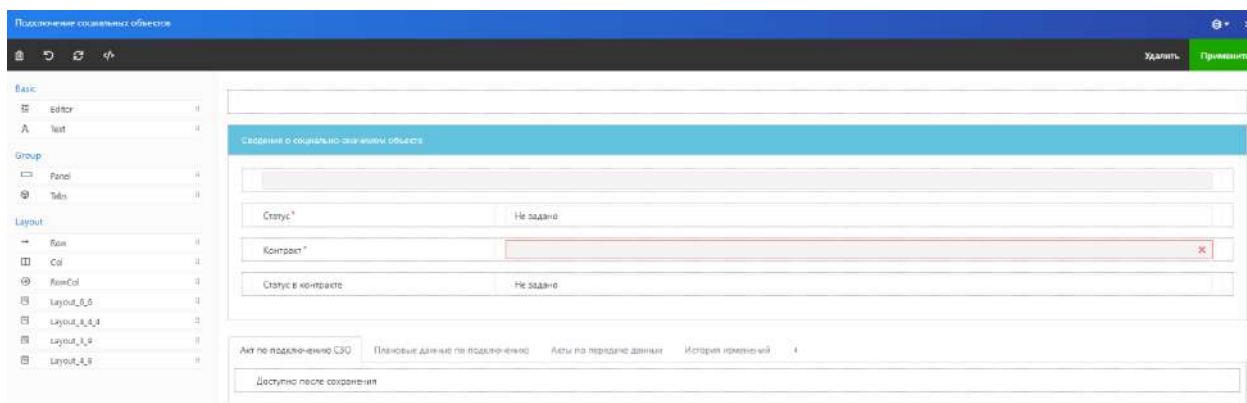 Подключение социальных объектов
Удалить Применить
Basic
Editor
Text
Group
Panel
Tabs
Layout
Row
Col
RowCol
Layout_6_6
Layout_4_4_4
Layout_3_9
Layout_4_8
Сведения о социально значимом объекте
Статус* Не задано
Контракт*
Статус в контракте Не задано
Акт по подключению СЗО Плановые данные по подключению Акты по передаче данных История изменений
Доступно после сохранения